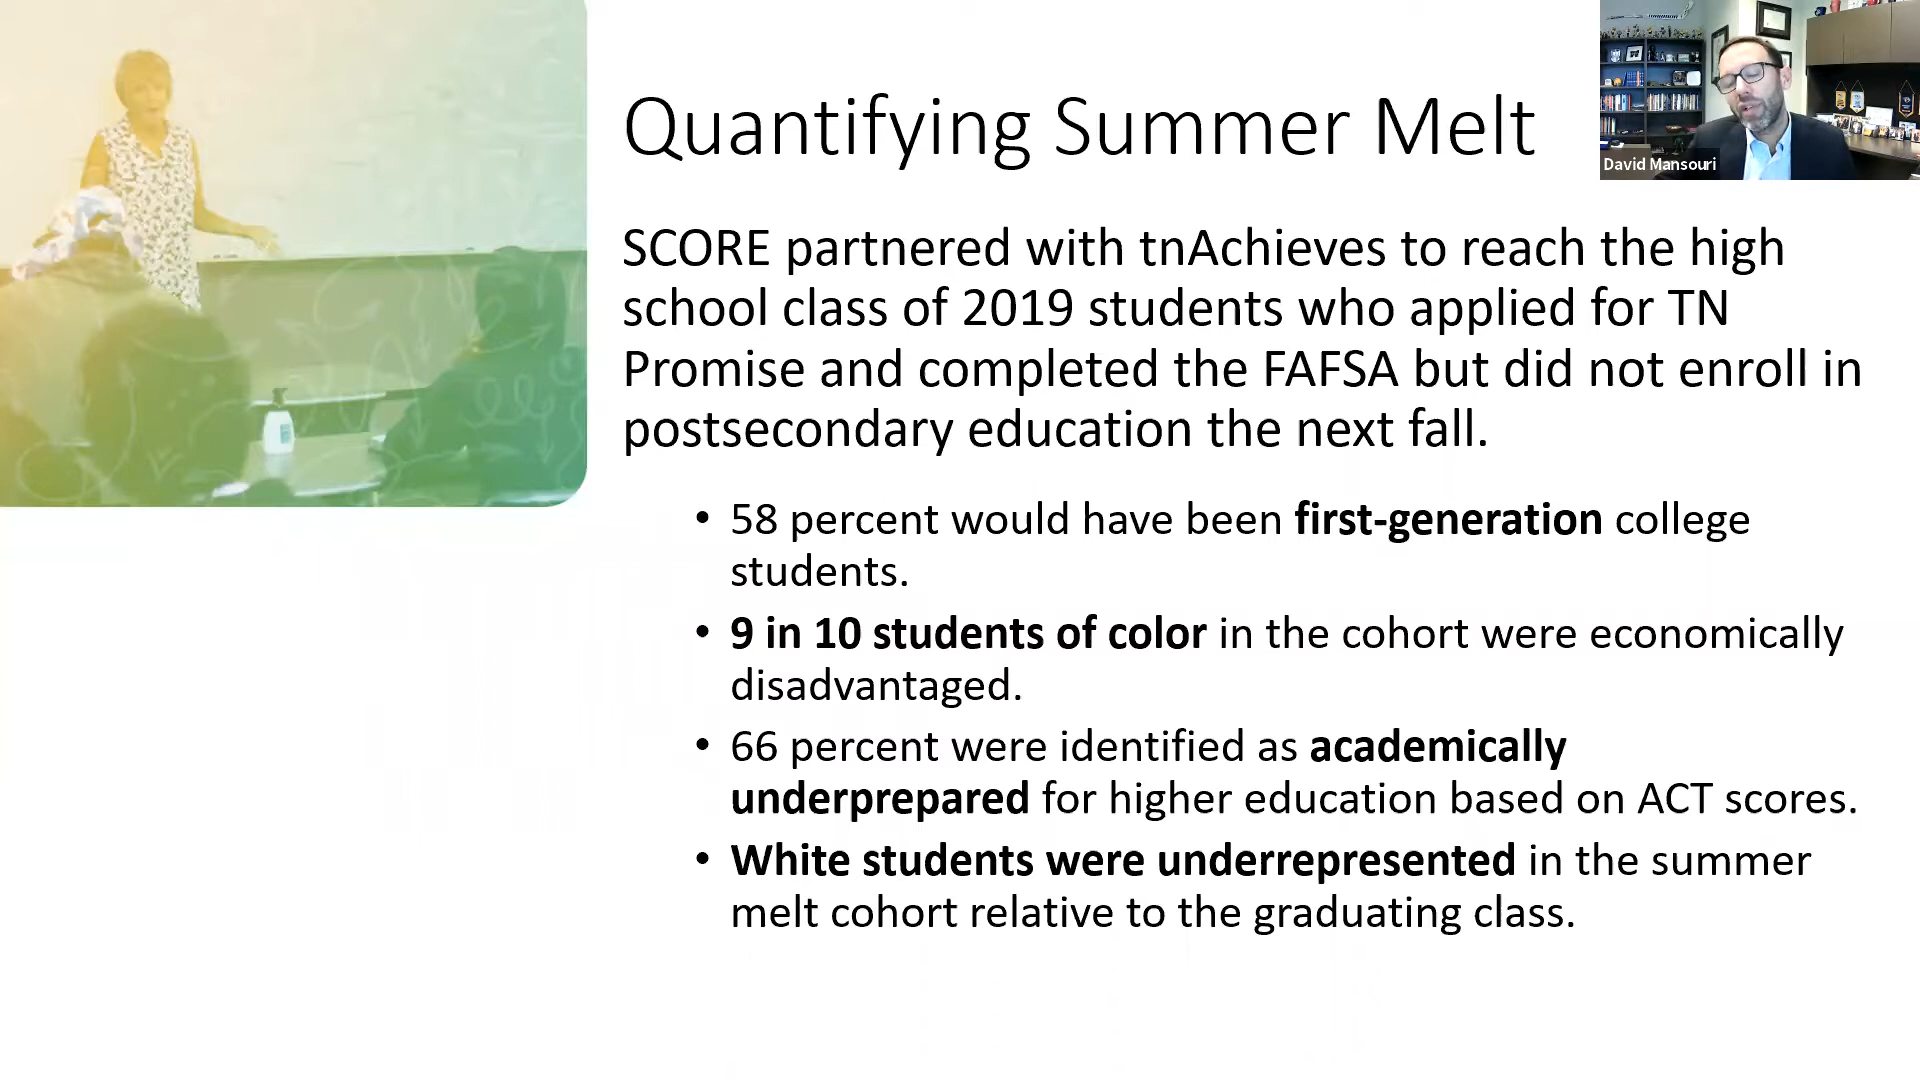 Quantifying Summer Melt
David Mansouri
SCORE partnered with tnAchieves to reach the high
school class of 2019 students who applied for TN
Promise and completed the FAFSA but did not enroll in
postsecondary education the next fall.
• 58 percent would have been first-generation college
students.
• 9 in 10 students of color in the cohort were economically
disadvantaged.
• 66 percent were identified as academically
underprepared for higher education based on ACT scores.
• White students were underrepresented in the summer
melt cohort relative to the graduating class.